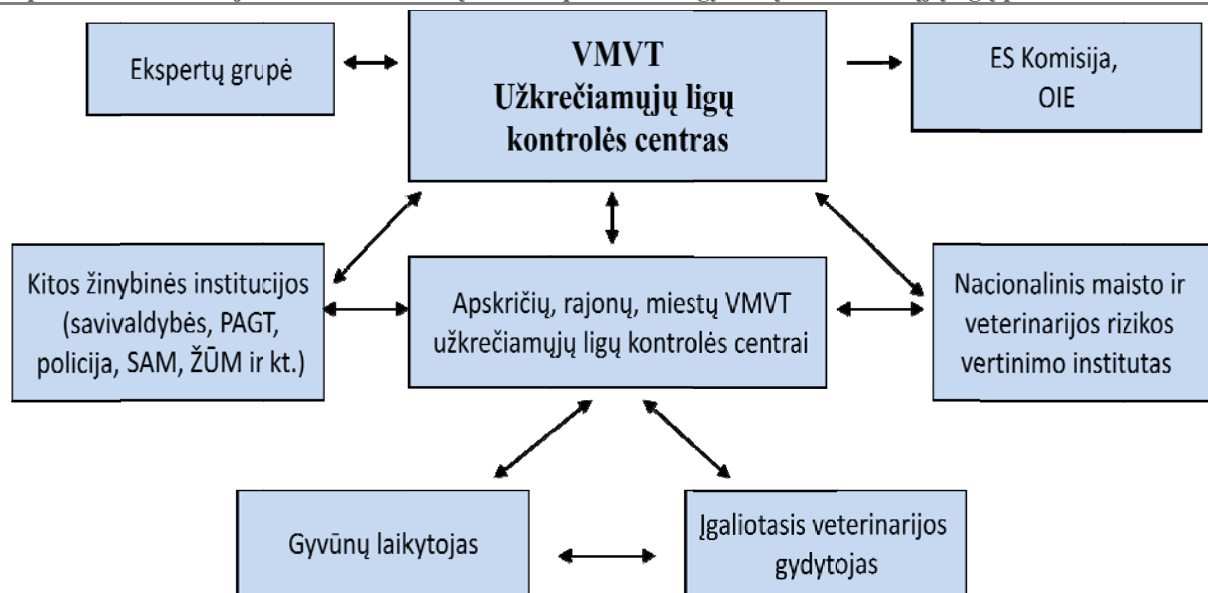 Ekspertų grupė
VMVT
Užkrečiamųjų ligų
kontrolės centras
ES Komisija,
OIE
Kitos žinybinės institucijos
(savivaldybės, PAGT,
policija, SAM, ŽŪM ir kt.)
Apskričių, rajonų, miestų VMVT
užkrečiamųjų ligų kontrolės centrai
Nacionalinis maisto ir
veterinarijos rizikos
vertinimo institutas
Gyvūnų laikytojas
Įgaliotasis veterinarijos
gydytojas